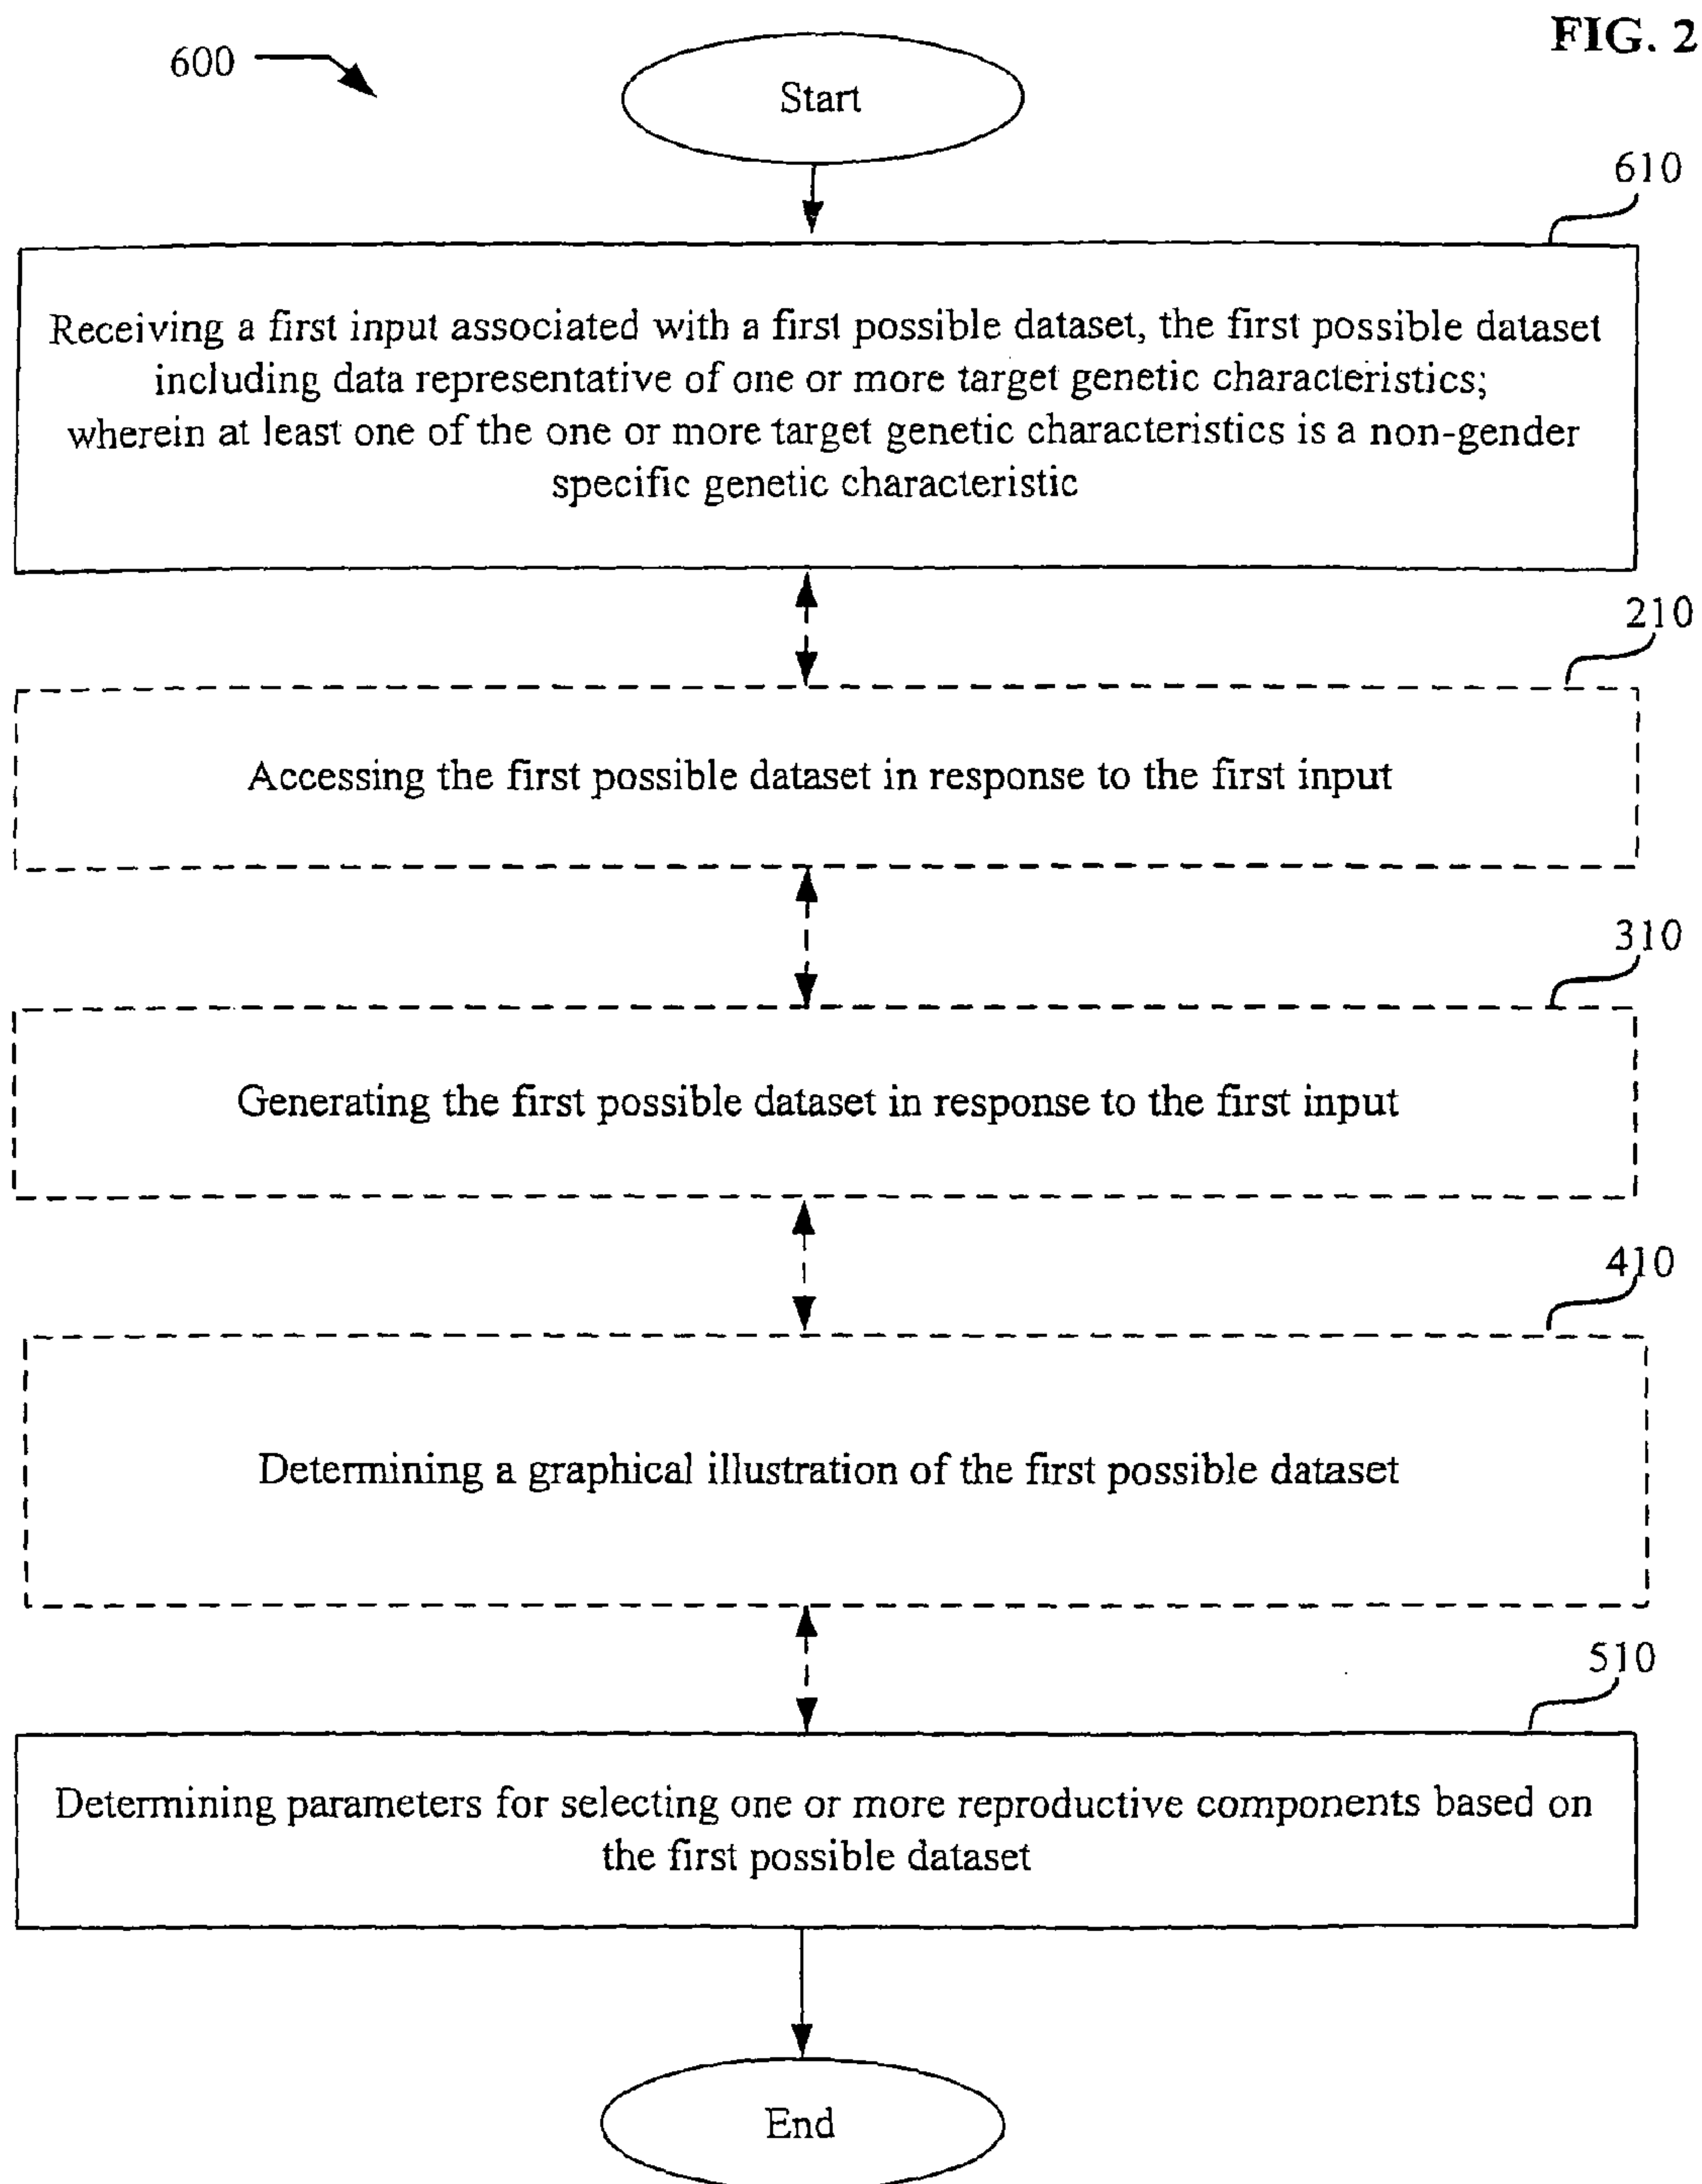 FIG. 2
600
Start
610
Receiving a first input associated with a first possible dataset, the first possible dataset
including data representative of one or more target genetic characteristics;
wherein at least one of the one or more target genetic characteristics is a non-gender
specific genetic characteristic
210
Accessing the first possible dataset in response to the first input
310
Generating the first possible dataset in response to the first input
410
Determining a graphical illustration of the first possible dataset
510
Determining parameters for selecting one or more reproductive components based on
the first possible dataset
End